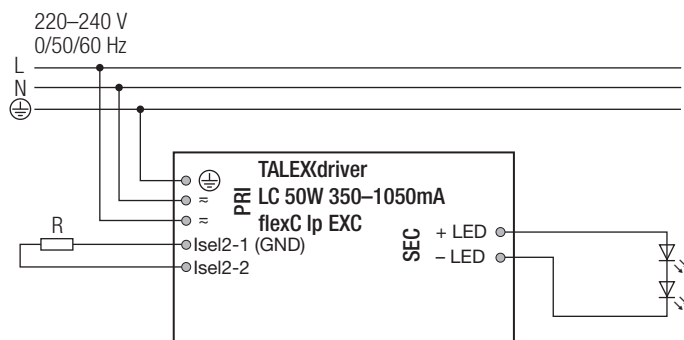 220–240 V
0/50/60 Hz
L
N
TALEXdriver
LC 50W 350–1050mA
flexC lp EXC
PRI
≂
≂
R
Isel2-1 (GND)
Isel2-2
SEC
+ LED
– LED